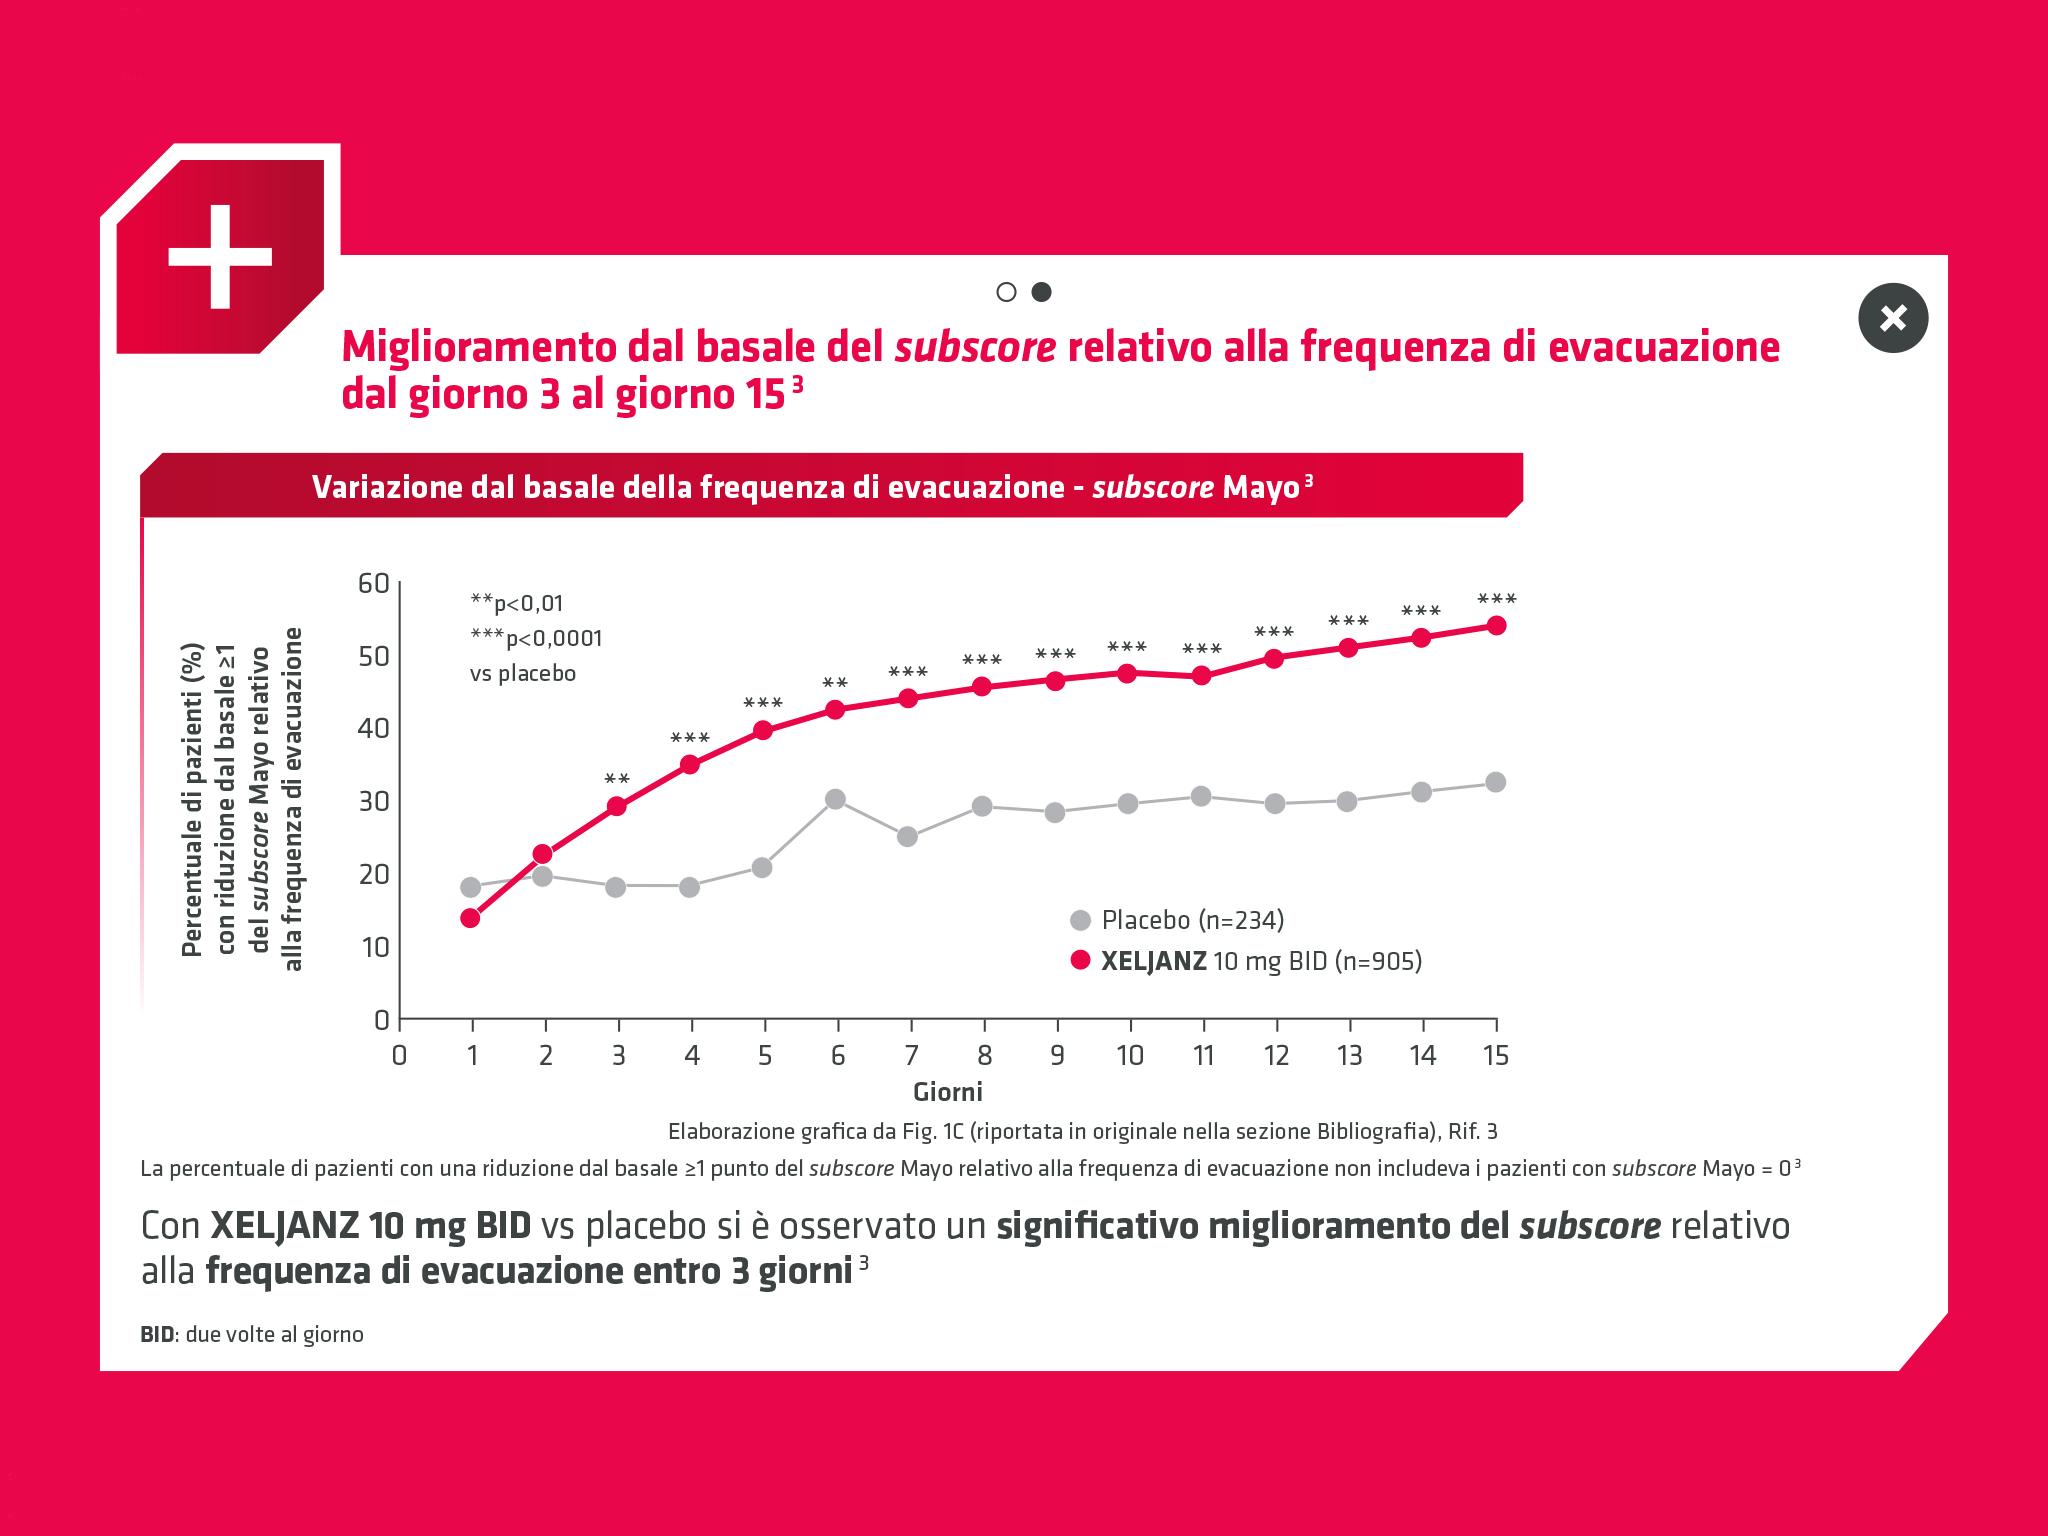 Miglioramento dal basale del subscore relativo alla frequenza di evacuazione
dal giorno 3 al giorno 15 3
Variazione dal basale della frequenza di evacuazione - subscore Mayo 3
Percentuale di pazienti (%)
con riduzione dal basale ≥1
del subscore Mayo relativo
alla frequenza di evacuazione
60
50
40
30
20
10
0
**p<0,01
***p<0,0001
vs placebo
**
***
***
**
***
***
***
***
***
***
***
***
***
Placebo (n=234)
XELJANZ 10 mg BID (n=905)
0 1 2 3 4 5 6 7 8 9 10 11 12 13 14 15
Giorni
Elaborazione grafica da Fig. 1C (riportata in originale nella sezione Bibliografia), Rif. 3
La percentuale di pazienti con una riduzione dal basale ≥1 punto del subscore Mayo relativo alla frequenza di evacuazione non includeva i pazienti con subscore Mayo = 0 3
Con XELJANZ 10 mg BID vs placebo si è osservato un significativo miglioramento del subscore relativo
alla frequenza di evacuazione entro 3 giorni 3
BID: due volte al giorno